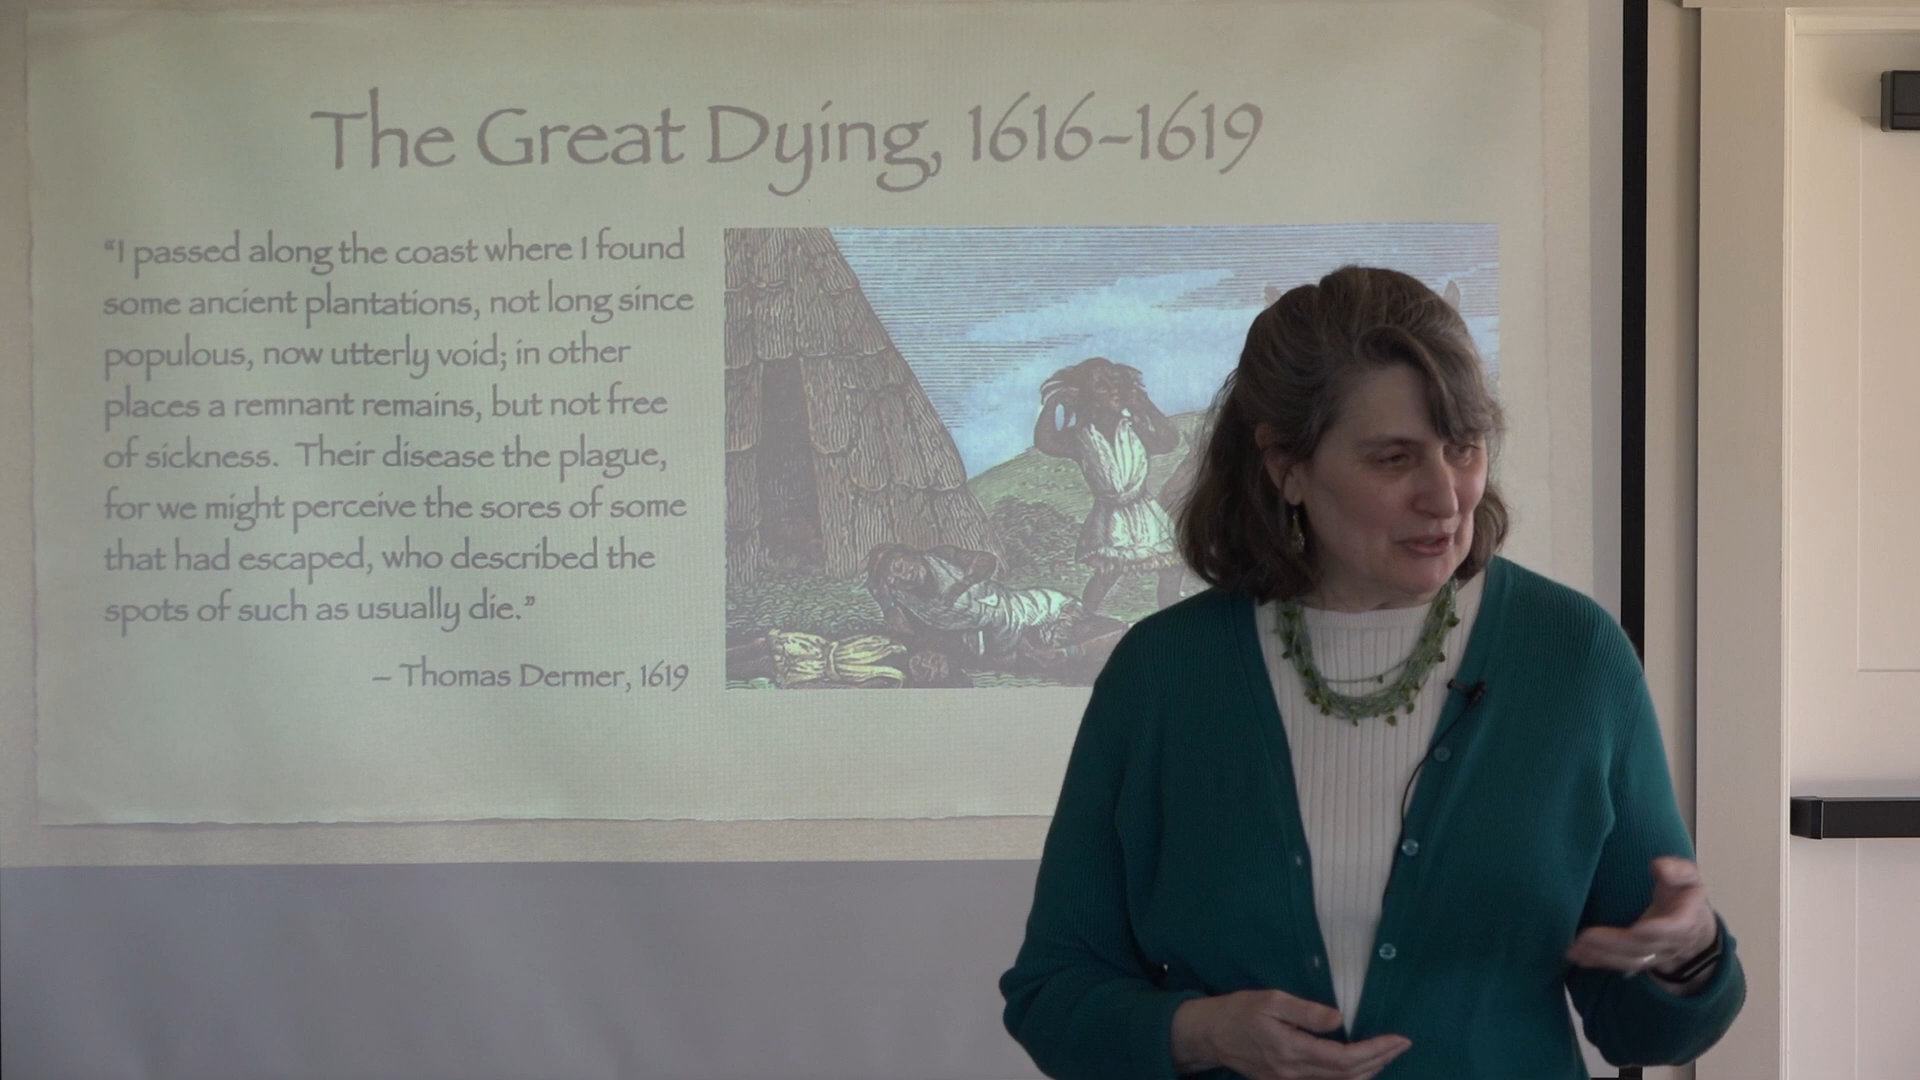 The Great Dying, 1616-1619
“I passed along the coast where I found
some ancient plantations, not long since
populous, now utterly void; in other
places a remnant remains, but not free
of sickness. Their disease the plague,
for we might perceive the sores of some
that had escaped, who described the
spots of such as usually die.”
– Thomas Dermer, 1619